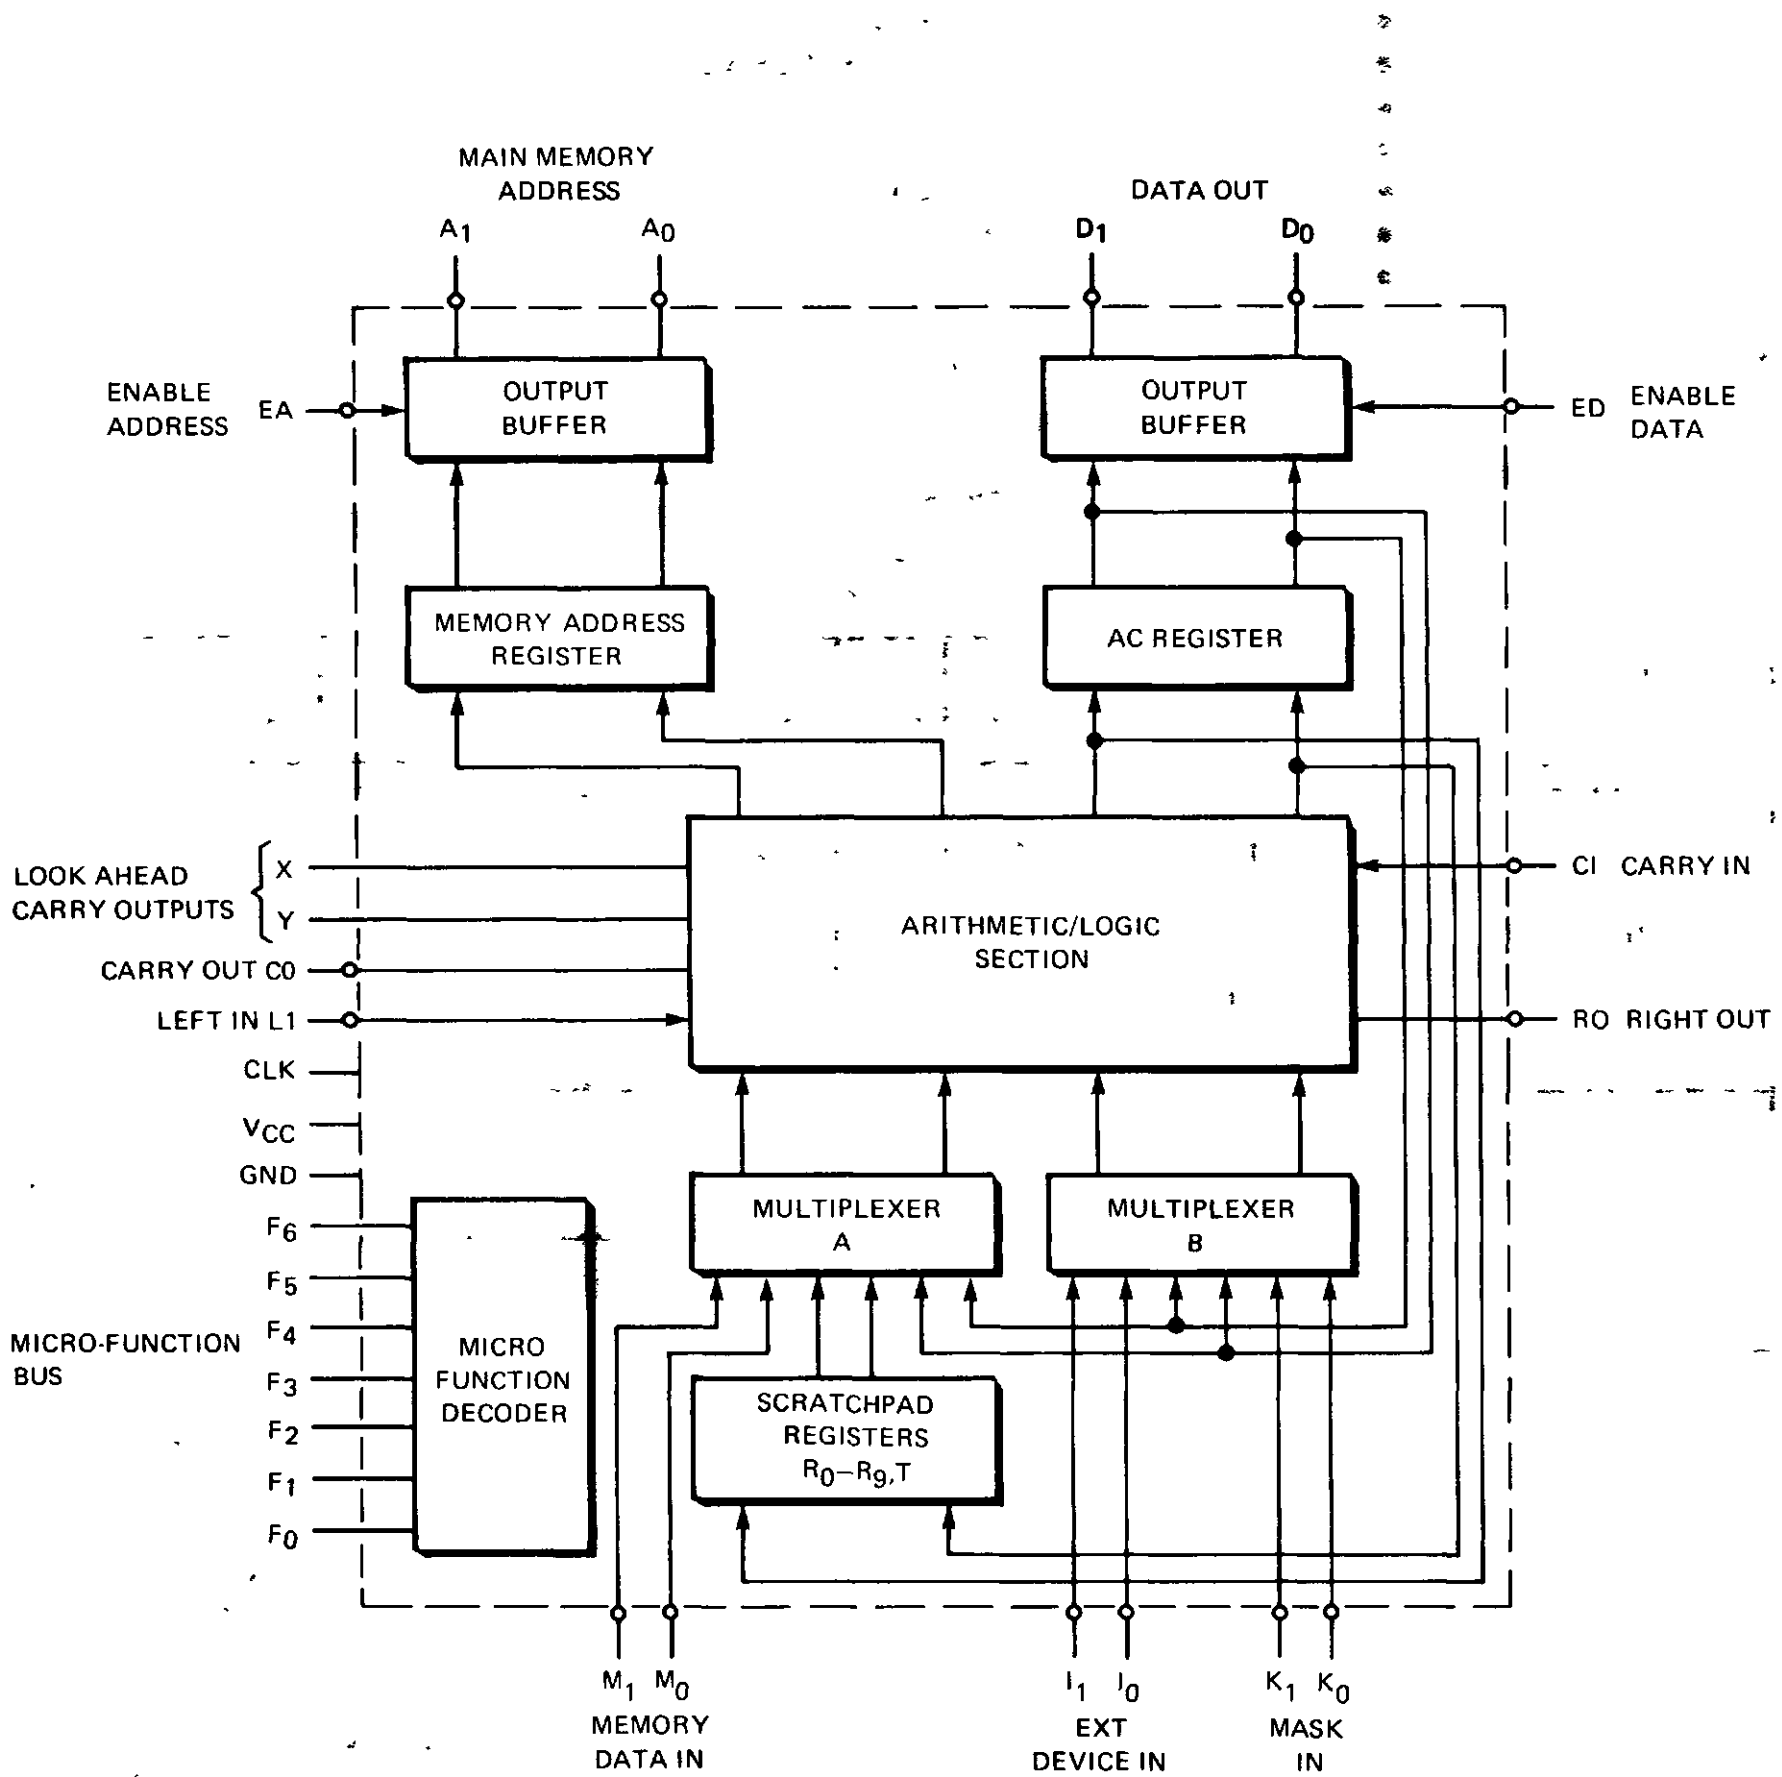 MAIN MEMORY
ADDRESS
DATA OUT
A1
A0
D1
D0
ENABLE
ADDRESS
EA
OUTPUT
BUFFER
OUTPUT
BUFFER
ED
ENABLE
DATA
MEMORY ADDRESS
REGISTER
AC REGISTER
LOOK AHEAD
CARRY OUTPUTS
X
Y
CARRY OUT C0
LEFT IN L1
CLK
VCC
GND
ARITHMETIC/LOGIC
SECTION
CI CARRY IN
RO RIGHT OUT
MULTIPLEXER
A
MULTIPLEXER
B
F6
F5
F4
F3
F2
F1
F0
MICRO-FUNCTION
BUS
MICRO
FUNCTION
DECODER
SCRATCHPAD
REGISTERS
R0–R9,T
M1 M0
MEMORY
DATA IN
I1 I0
EXT
DEVICE IN
K1 K0
MASK
IN